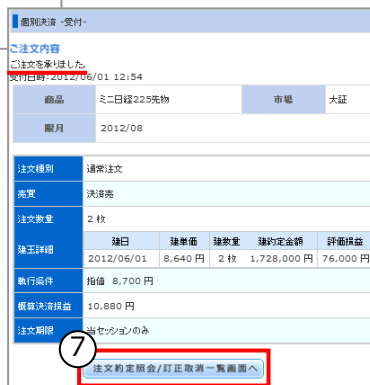 個別決済 -受付-
ご注文内容
ご注文を承りました。
受付日時:2012/06/01 12:54
商品 ミニ日経225先物 市場 大証
限月 2012/08
注文種別 通常注文
売買 決済売
注文数量 2 枚
建玉詳細 建日 建単価 建数量 建約定金額 評価損益
2012/06/01 8,640 円 2 枚 1,728,000 円 76,000 円
執行条件 指値 8,700 円
概算決済損益 10,880 円
注文期限 当セッションのみ
7
注文約定照会/訂正取消一覧画面へ